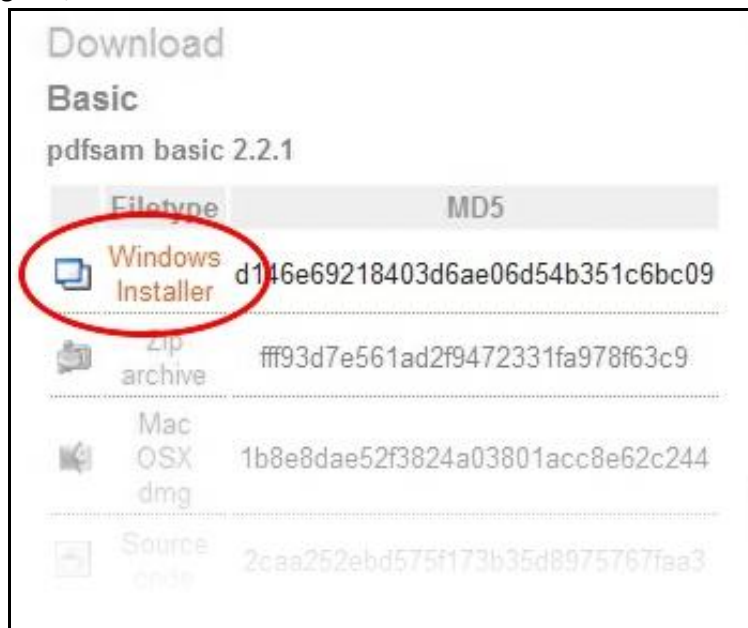 Download
Basic
pdfsam basic 2.2.1
Filetype MD5
Windows
Installer d146e69218403d6ae06d54b351c6bc09
Zip
archive fff93d7e561ad2f9472331fa978f63c9
Mac
OSX
dmg 1b8e8dae52f3824a03801acc8e62c244
Source
code 2caa252ebd575f173b35d8975767faa3